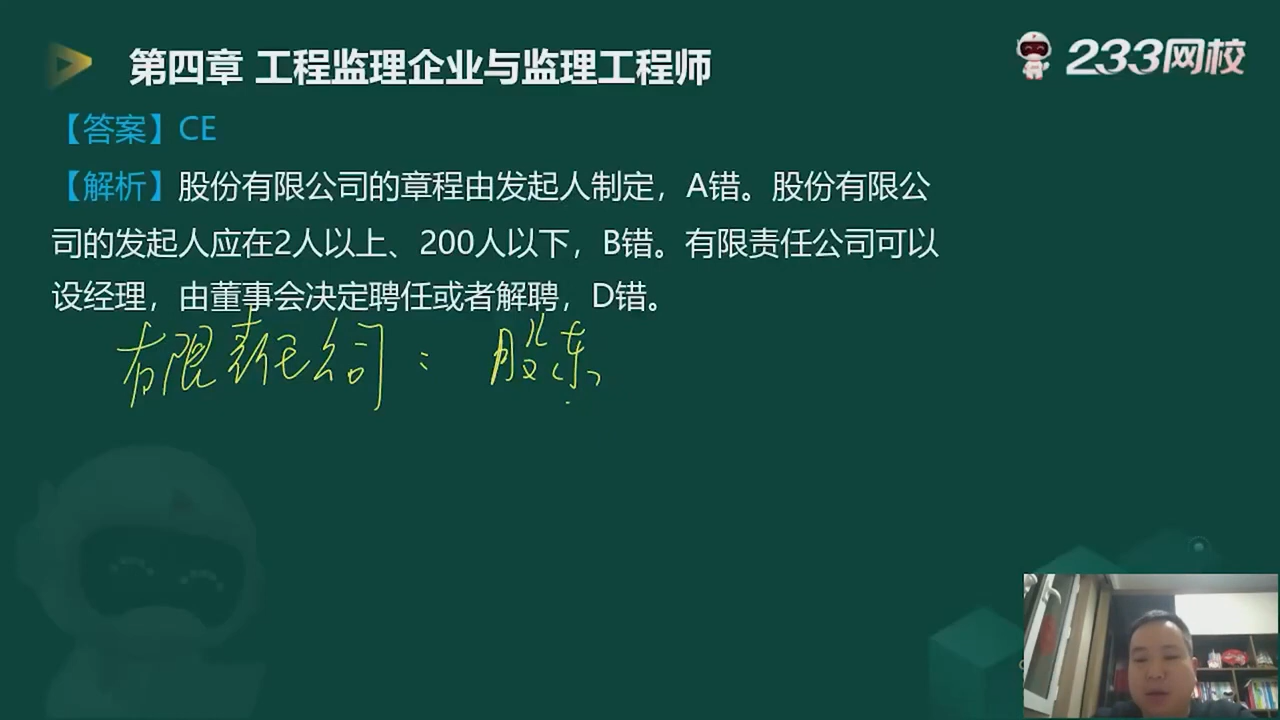 第四章 工程监理企业与监理工程师
233网校
【答案】CE
【解析】股份有限公司的章程由发起人制定，A错。股份有限公
司的发起人应在2人以上、200人以下，B错。有限责任公司可以
设经理，由董事会决定聘任或者解聘，D错。
有限责任公司：股东